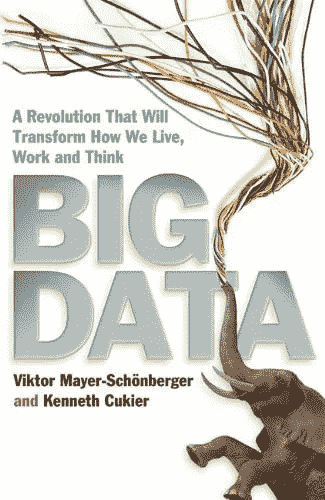 A Revolution That Will
Transform How We Live,
Work and Think
BIG
DATA
Viktor Mayer-Schönberger
and Kenneth Cukier